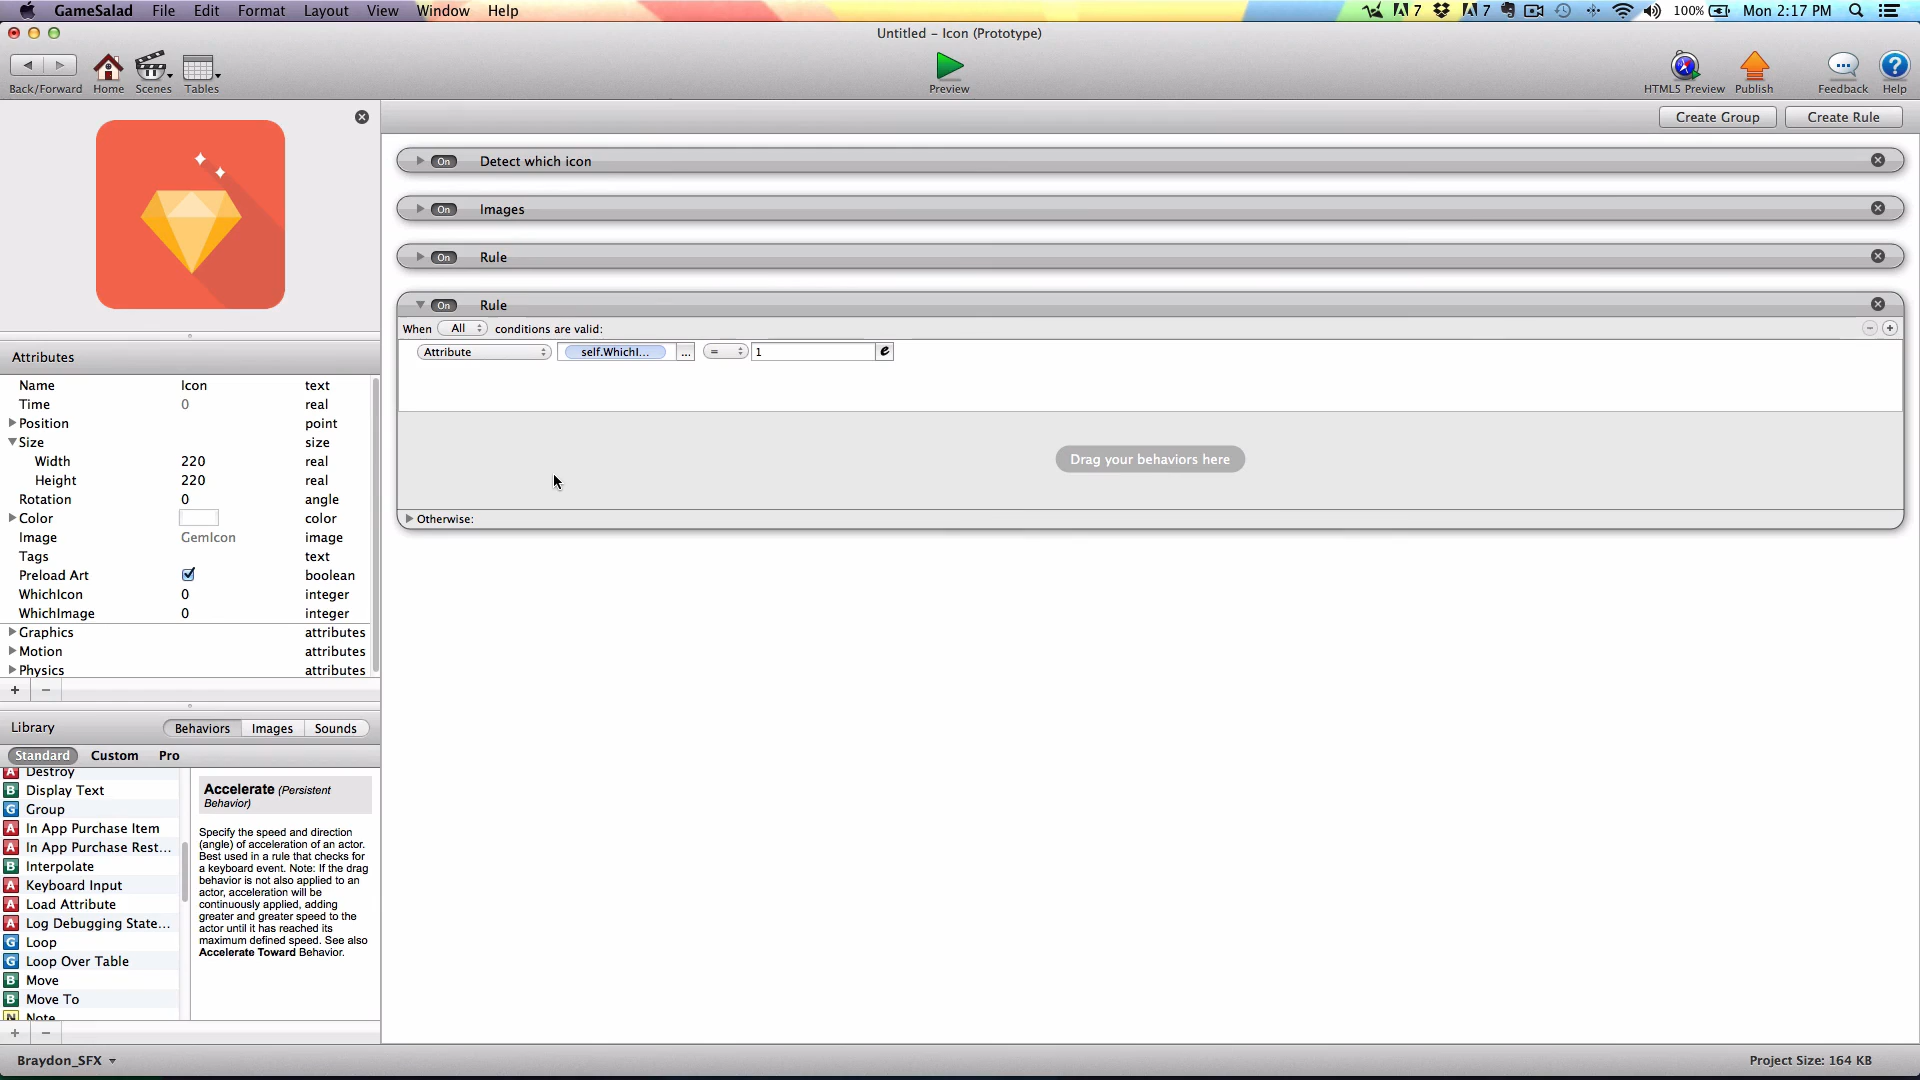 GameSalad File Edit Format Layout View Window Help
7 7 100% Mon 2:17 PM
Untitled – Icon (Prototype)
Back/Forward Home Scenes Tables Preview HTML5 Preview Publish Feedback Help
Create Group Create Rule
On Detect which icon
On Images
On Rule
On Rule
When All conditions are valid:
Attribute self.WhichI... ... = 1 e
Drag your behaviors here
Otherwise:
Attributes
Name Icon text
Time 0 real
Position point
Size size
Width 220 real
Height 220 real
Rotation 0 angle
Color color
Image GemIcon image
Tags text
Preload Art boolean
WhichIcon 0 integer
WhichImage 0 integer
Graphics attributes
Motion attributes
Physics attributes
Library Behaviors Images Sounds
Standard Custom Pro
A Destroy
B Display Text
G Group
A In App Purchase Item
A In App Purchase Rest...
B Interpolate
A Keyboard Input
A Load Attribute
A Log Debugging State...
G Loop
G Loop Over Table
B Move
B Move To
N Note
Accelerate (Persistent
Behavior)
Specify the speed and direction
(angle) of acceleration of an actor.
Best used in a rule that checks for
a keyboard event. Note: If the drag
behavior is not also applied to an
actor, acceleration will be
continuously applied, adding
greater and greater speed to the
actor until it has reached its
maximum defined speed. See also
Accelerate Toward Behavior.
Braydon_SFX
Project Size: 164 KB